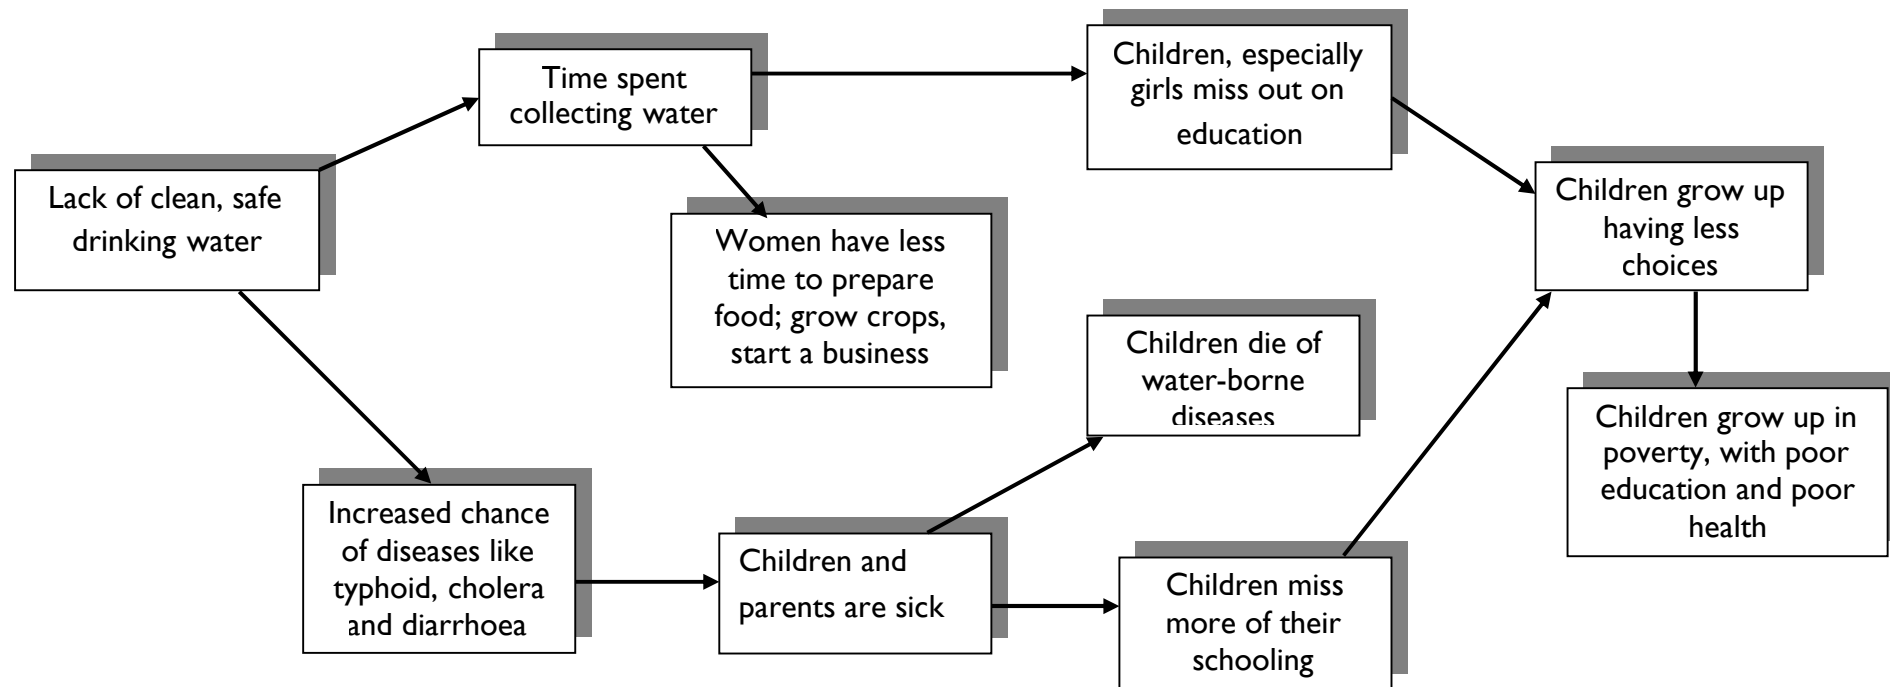 Lack of clean, safe
drinking water
Time spent
collecting water
Children, especially
girls miss out on
education
Women have less
time to prepare
food; grow crops,
start a business
Children grow up
having less
choices
Children die of
water-borne
diseases
Children grow up in
poverty, with poor
education and poor
health
Increased chance
of diseases like
typhoid, cholera
and diarrhoea
Children and
parents are sick
Children miss
more of their
schooling